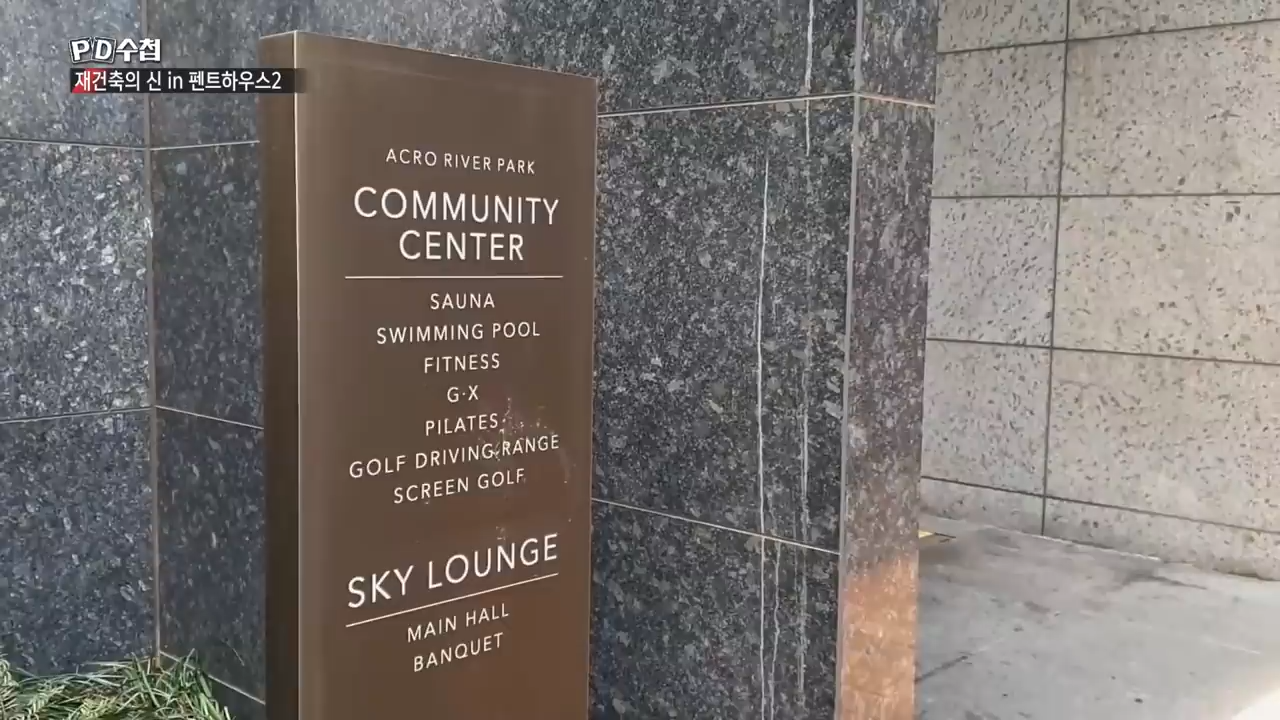 PD수첩
재건축의 신 in 펜트하우스2
ACRO RIVER PARK
COMMUNITY
CENTER
SAUNA
SWIMMING POOL
FITNESS
G·X
PILATES
GOLF DRIVING RANGE
SCREEN GOLF
SKY LOUNGE
MAIN HALL
BANQUET